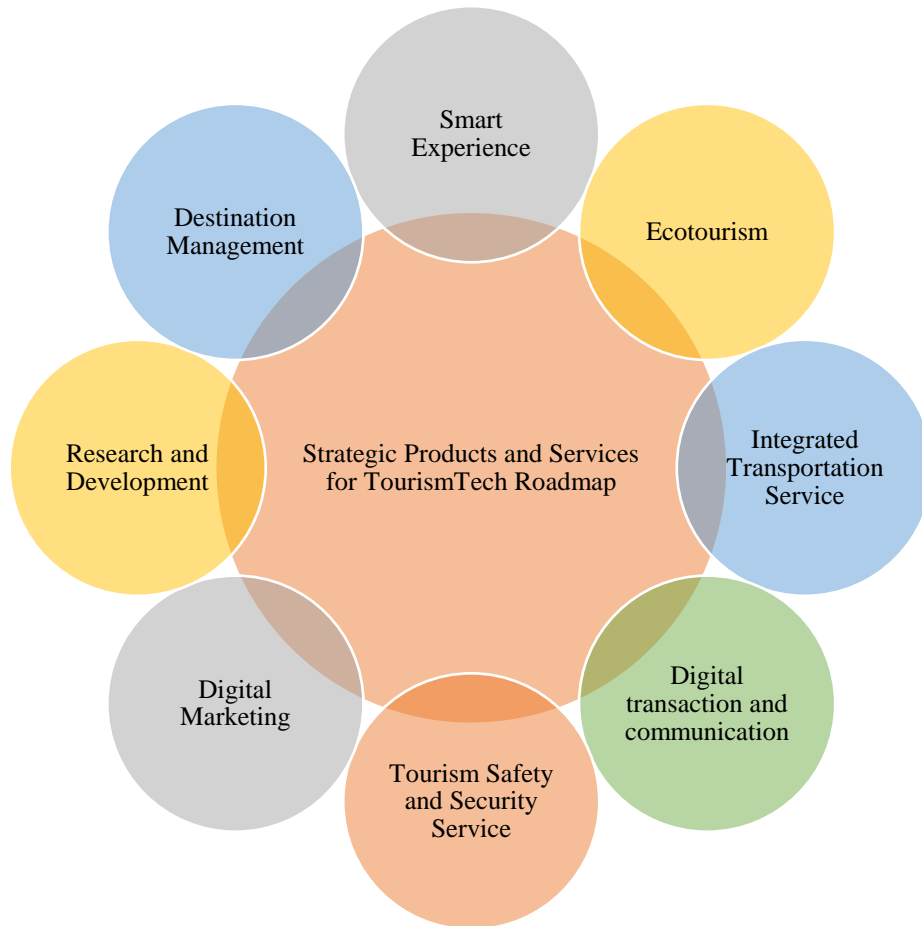 Smart
Experience
Ecotourism
Integrated
Transportation
Service
Digital
transaction and
communication
Tourism Safety
and Security
Service
Digital
Marketing
Research and
Development
Destination
Management
Strategic Products and Services
for TourismTech Roadmap